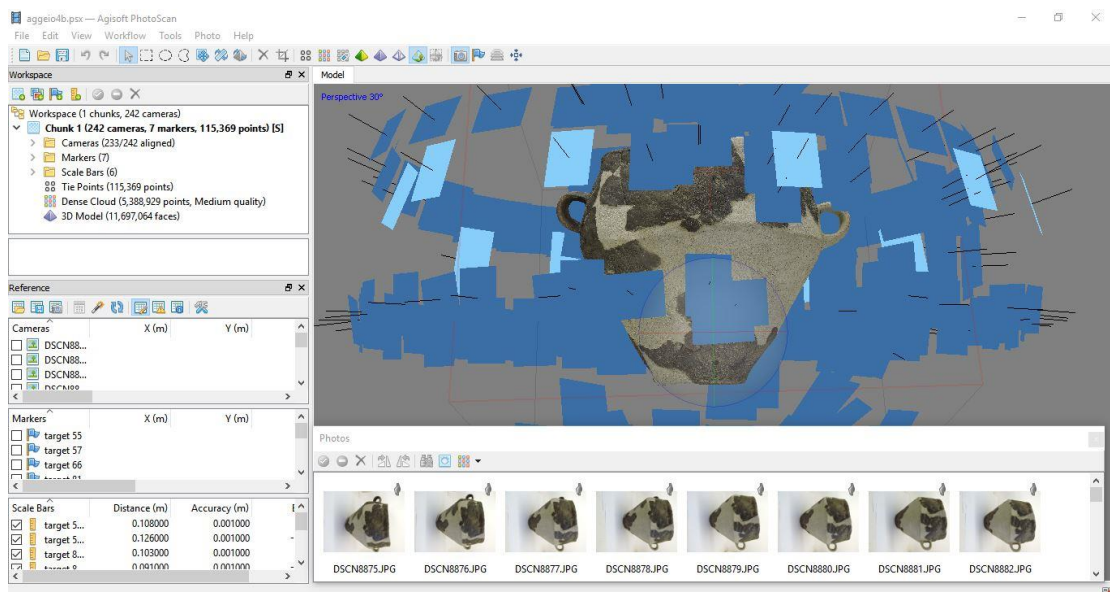 aggeio4b.psx — Agisoft PhotoScan
File Edit View Workflow Tools Photo Help
Workspace
Workspace (1 chunks, 242 cameras)
Chunk 1 (242 cameras, 7 markers, 115,369 points) [S]
Cameras (233/242 aligned)
Markers (7)
Scale Bars (6)
Tie Points (115,369 points)
Dense Cloud (5,388,929 points, Medium quality)
3D Model (11,697,064 faces)
Reference
Cameras X (m) Y (m)
DSCN88...
DSCN88...
DSCN88...
DSCN88
Markers X (m) Y (m)
target 55
target 57
target 66
target 81
Scale Bars Distance (m) Accuracy (m)
target 5... 0.108000 0.001000
target 5... 0.126000 0.001000
target 8... 0.103000 0.001000
target 8 0.091000 0.001000
Model
Perspective 30°
Photos
DSCN8875.JPG DSCN8876.JPG DSCN8877.JPG DSCN8878.JPG DSCN8879.JPG DSCN8880.JPG DSCN8881.JPG DSCN8882.JPG